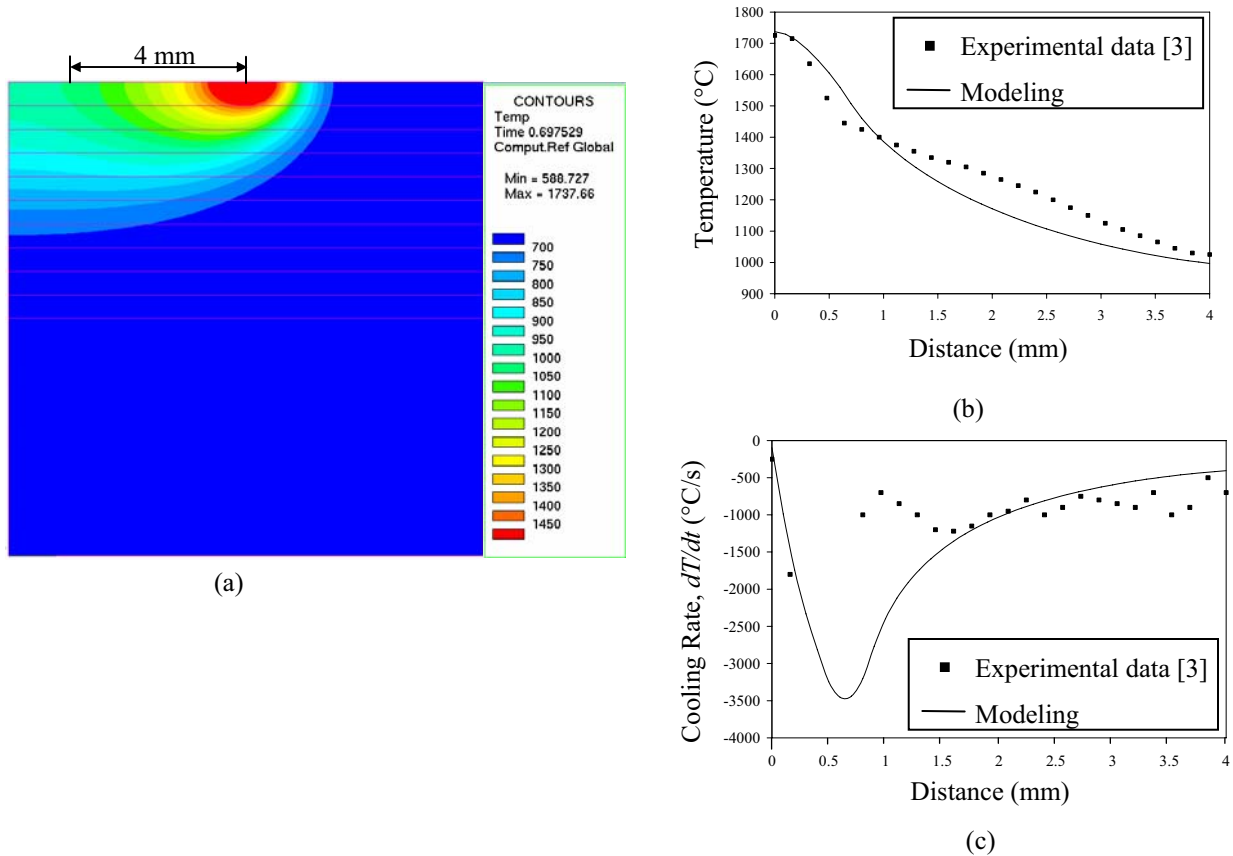 4 mm
CONTOURS
Temp
Time 0.697529
Comput.Ref Global
Min = 588.727
Max = 1737.66
700
750
800
850
900
950
1000
1050
1100
1150
1200
1250
1300
1350
1400
1450
(a)
1800
1700
1600
1500
1400
1300
1200
1100
1000
900
Temperature (°C)
Experimental data [3]
Modeling
0 0.5 1 1.5 2 2.5 3 3.5 4
Distance (mm)
(b)
0
-500
-1000
-1500
-2000
-2500
-3000
-3500
-4000
Cooling Rate, dT/dt (°C/s)
Experimental data [3]
Modeling
0 0.5 1 1.5 2 2.5 3 3.5 4
Distance (mm)
(c)